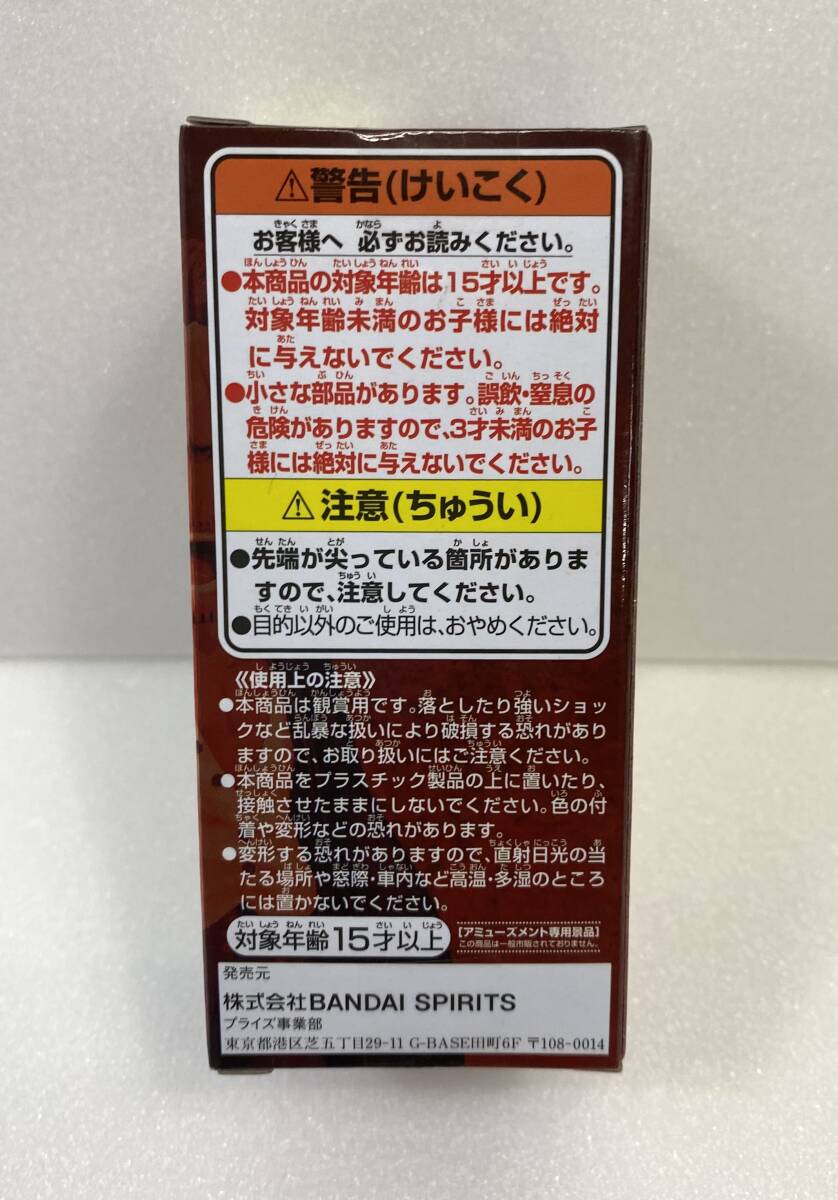 ⚠警告(けいこく)
お客様へ 必ずお読みください。
●本商品の対象年齢は15才以上です。
対象年齢未満のお子様には絶対
に与えないでください。
●小さな部品があります。誤飲・窒息の
危険がありますので、3才未満のお子
様には絶対に与えないでください。
⚠注意(ちゅうい)
●先端が尖っている箇所がありま
すので、注意してください。
●目的以外のご使用は、おやめください。
《使用上の注意》
●本商品は観賞用です。落としたり強いショッ
クなど乱暴な扱いにより破損する恐れがあり
ますので、お取り扱いにはご注意ください。
●本商品をプラスチック製品の上に置いたり、
接触させたままにしないでください。色の付
着や変形などの恐れがあります。
●変形する恐れがありますので、直射日光の当
たる場所や窓際・車内など高温・多湿のところ
には置かないでください。
対象年齢15才以上
[アミューズメント専用景品]
この商品は一般市販されておりません。
発売元
株式会社BANDAI SPIRITS
プライズ事業部
東京都港区芝五丁目29-11 G-BASE田町6F 〒108-0014